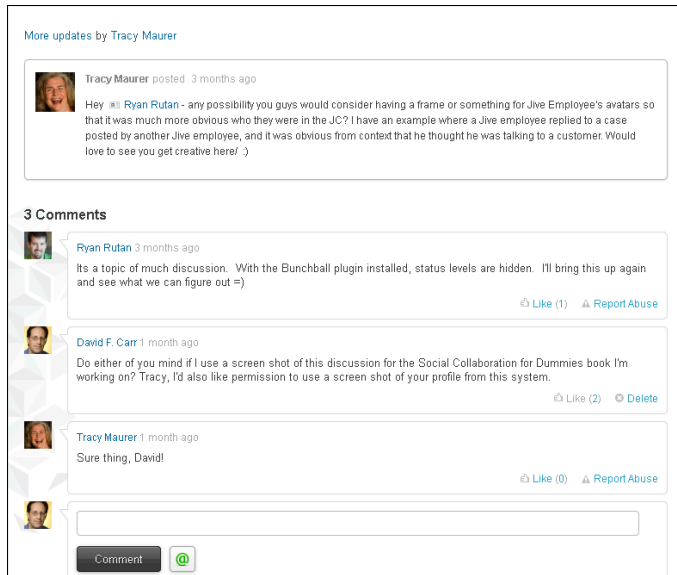 More updates by Tracy Maurer
Tracy Maurer posted 3 months ago
Hey Ryan Rutan - any possibility you guys would consider having a frame or something for Jive Employee's avatars so
that it was much more obvious who they were in the JC? I have an example where a Jive employee replied to a case
posted by another Jive employee, and it was obvious from context that he thought he was talking to a customer. Would
love to see you get creative here/ :)
3 Comments
Ryan Rutan 3 months ago
Its a topic of much discussion. With the Bunchball plugin installed, status levels are hidden. I'll bring this up again
and see what we can figure out =)
Like (1) Report Abuse
David F. Carr 1 month ago
Do either of you mind if I use a screen shot of this discussion for the Social Collaboration for Dummies book I'm
working on? Tracy, I'd also like permission to use a screen shot of your profile from this system.
Like (2) Delete
Tracy Maurer 1 month ago
Sure thing, David!
Like (0) Report Abuse
Comment @